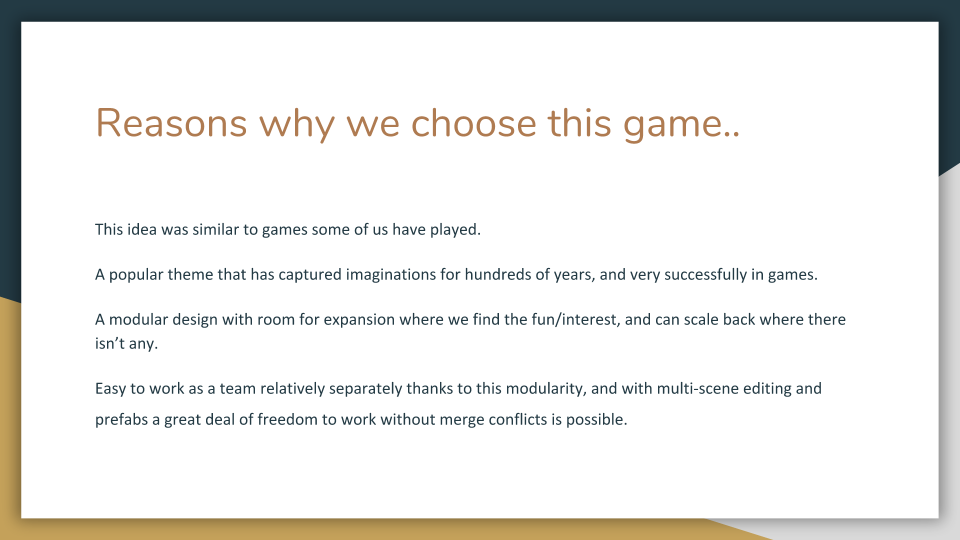 Reasons why we choose this game..
This idea was similar to games some of us have played.
A popular theme that has captured imaginations for hundreds of years, and very successfully in games.
A modular design with room for expansion where we find the fun/interest, and can scale back where there
isn’t any.
Easy to work as a team relatively separately thanks to this modularity, and with multi-scene editing and
prefabs a great deal of freedom to work without merge conflicts is possible.